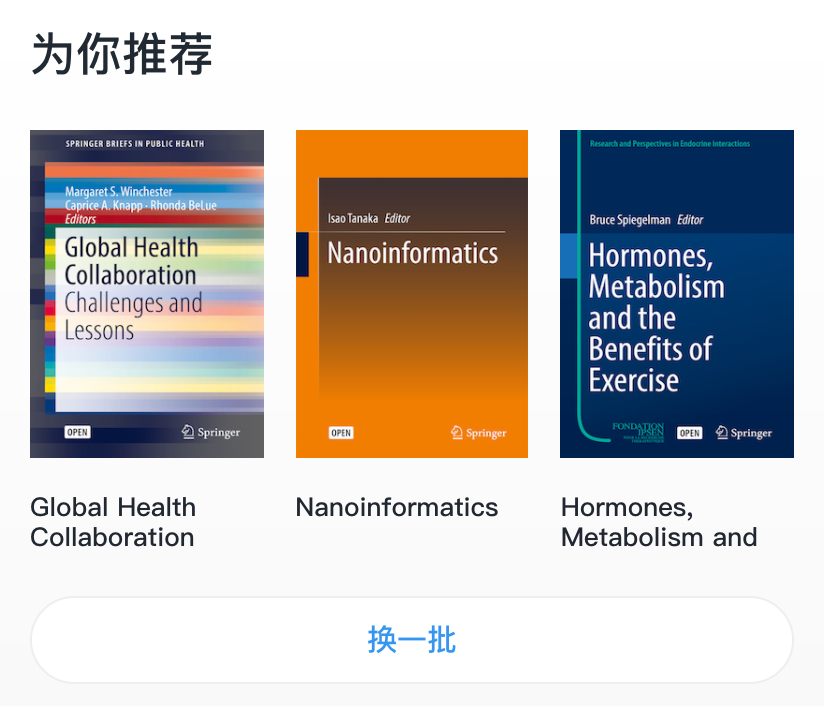 为你推荐
SPRINGER BRIEFS IN PUBLIC HEALTH
Margaret S. Winchester
Caprice A. Knapp · Rhonda BeLue
Editors
Global Health
Collaboration
Challenges and
Lessons
OPEN
Springer
Isao Tanaka Editor
Nanoinformatics
OPEN
Springer
Research and Perspectives in Endocrine Interactions
Bruce Spiegelman Editor
Hormones,
Metabolism
and the
Benefits of
Exercise
FONDATION
IPSEN
OPEN
Springer
Global Health
Collaboration
Nanoinformatics
Hormones,
Metabolism and
换一批